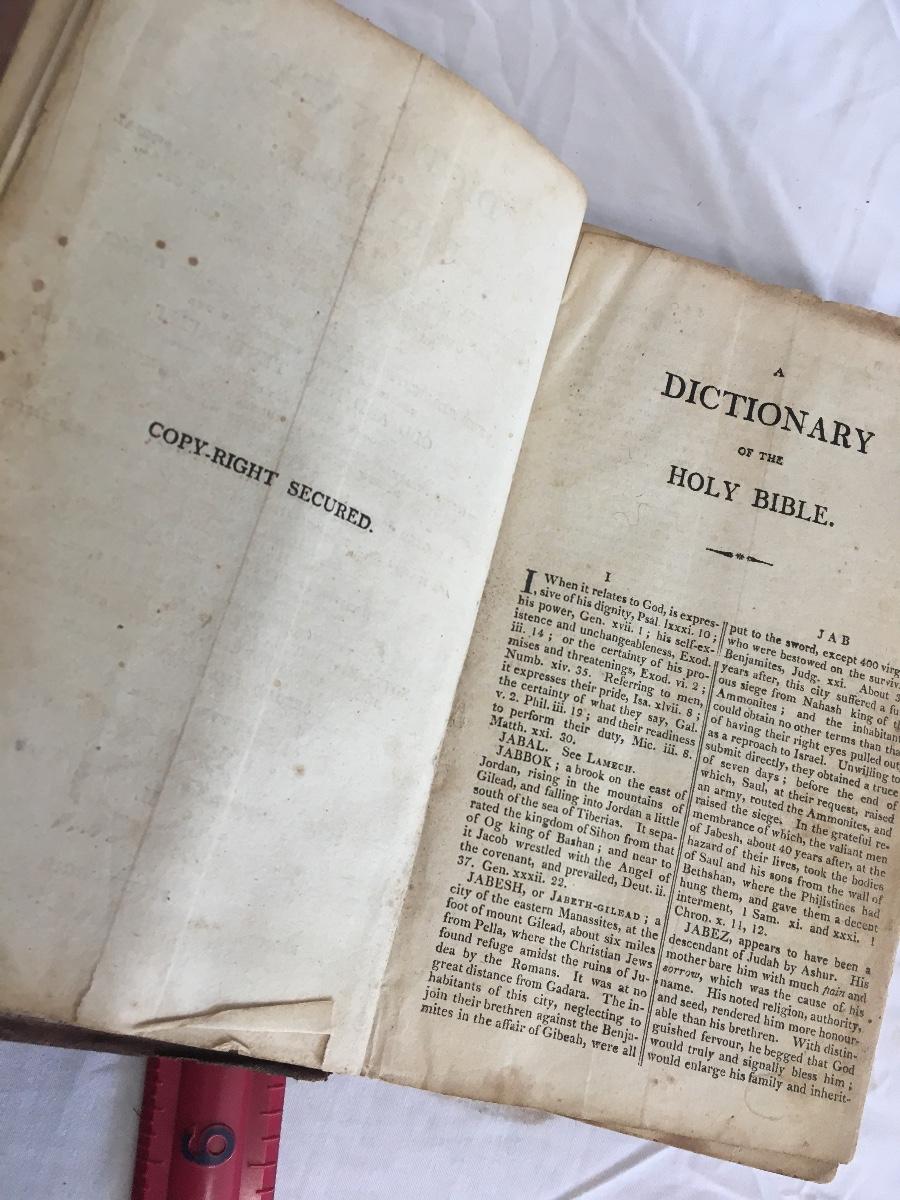 COPY-RIGHT SECURED.
A
DICTIONARY
OF THE
HOLY BIBLE.
I
I, When it relates to God, is expres-
sive of his dignity, Psal. lxxxi. 10;
his power, Gen. xvii. 1; his self-ex-
istence and unchangeableness, Exod.
iii. 14; or the certainty of his pro-
mises and threatenings, Exod. vi. 2;
Numb. xiv. 35. Referring to men,
it expresses their pride, Isa. xlvii. 8;
the certainty of what they say, Gal.
v. 2. Phil. iii. 19; and their readiness
to perform their duty, Mic. iii. 8.
Matth. xxi. 30.
JABAL. See LAMECH.
JABBOK; a brook on the east of
Jordan, rising in the mountains of
Gilead, and falling into Jordan a little
south of the sea of Tiberias. It sepa-
rated the kingdom of Sihon from that
of Og king of Bashan; and near to
it Jacob wrestled with the Angel of
the covenant, and prevailed, Deut. ii.
37. Gen. xxxii. 22.
JABESH, or JABETH-GILEAD; a
city of the eastern Manassites, at the
foot of mount Gilead, about six miles
from Pella, where the Christian Jews
found refuge amidst the ruins of Ju-
dea by the Romans. It was at no
great distance from Gadara. The in-
habitants of this city, neglecting to
join their brethren against the Benja-
mites in the affair of Gibeah, were all
JAB
put to the sword, except 400 virg
who were bestowed on the surviv
Benjamites, Judg. xxi. About 3
years after, this city suffered a fu
ous siege from Nahash king of t
Ammonites; and the inhabitant
could obtain no other terms than tha
of having their right eyes pulled out
as a reproach to Israel. Unwilling to
submit directly, they obtained a truce
of seven days; before the end of
which, Saul, at their request, raised
an army, routed the Ammonites, and
raised the siege. In the grateful re-
membrance of which, the valiant men
of Jabesh, about 40 years after, at the
hazard of their lives, took the bodies
of Saul and his sons from the wall of
Bethshan, where the Philistines had
hung them, and gave them a decent
interment, 1 Sam. xi. and xxxi. 1
Chron. x. 11, 12.
JABEZ, appears to have been a
descendant of Judah by Ashur. His
mother bare him with much pain and
sorrow, which was the cause of his
name. His noted religion, authority,
and seed, rendered him more honour-
able than his brethren. With distin-
guished fervour, he begged that God
would truly and signally bless him;
would enlarge his family and inherit-
9